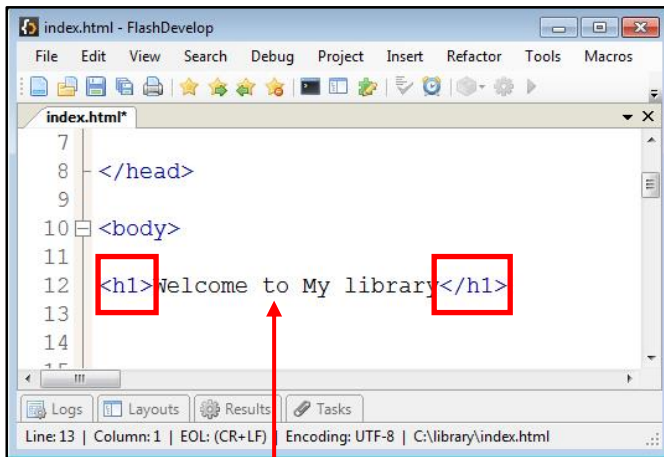 index.html - FlashDevelop
File Edit View Search Debug Project Insert Refactor Tools Macros
index.html*
7
8 </head>
9
10 <body>
11
12 <h1>Welcome to My library</h1>
13
14
15
Logs Layouts Results Tasks
Line: 13 | Column: 1 | EOL: (CR+LF) | Encoding: UTF-8 | C:\library\index.html